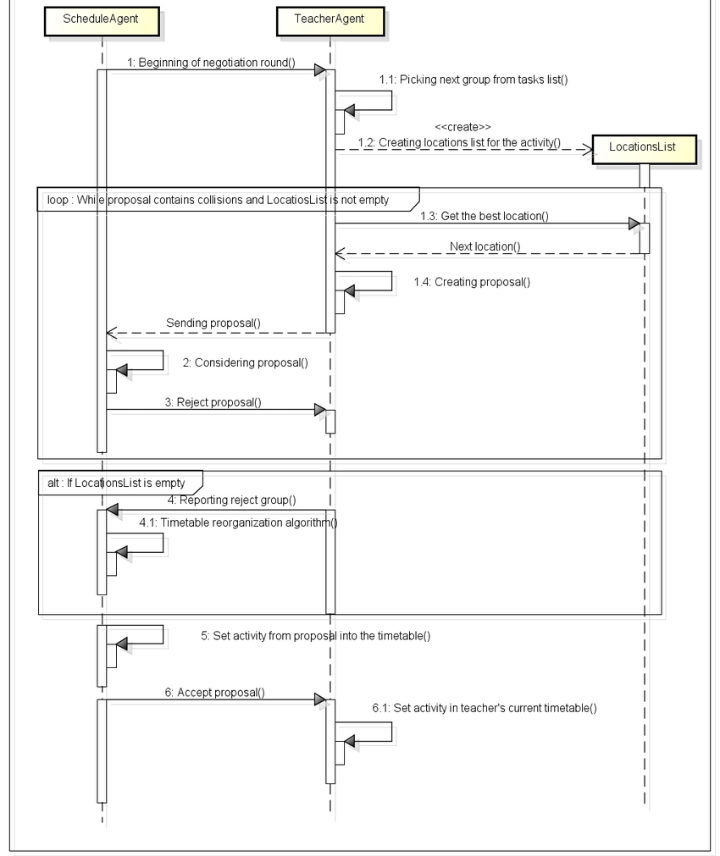 ScheduleAgent
TeacherAgent
1: Beginning of negotiation round()
1.1: Picking next group from tasks list()
<<create>>
1.2: Creating locations list for the activity()
LocationsList
loop : While proposal contains collisions and LocatiosList is not empty
1.3: Get the best location()
Next location()
1.4: Creating proposal()
Sending proposal()
2: Considering proposal()
3: Reject proposal()
alt : If LocationsList is empty
4: Reporting reject group()
4.1: Timetable reorganization algorithm()
5: Set activity from proposal into the timetable()
6: Accept proposal()
6.1: Set activity in teacher's current timetable()